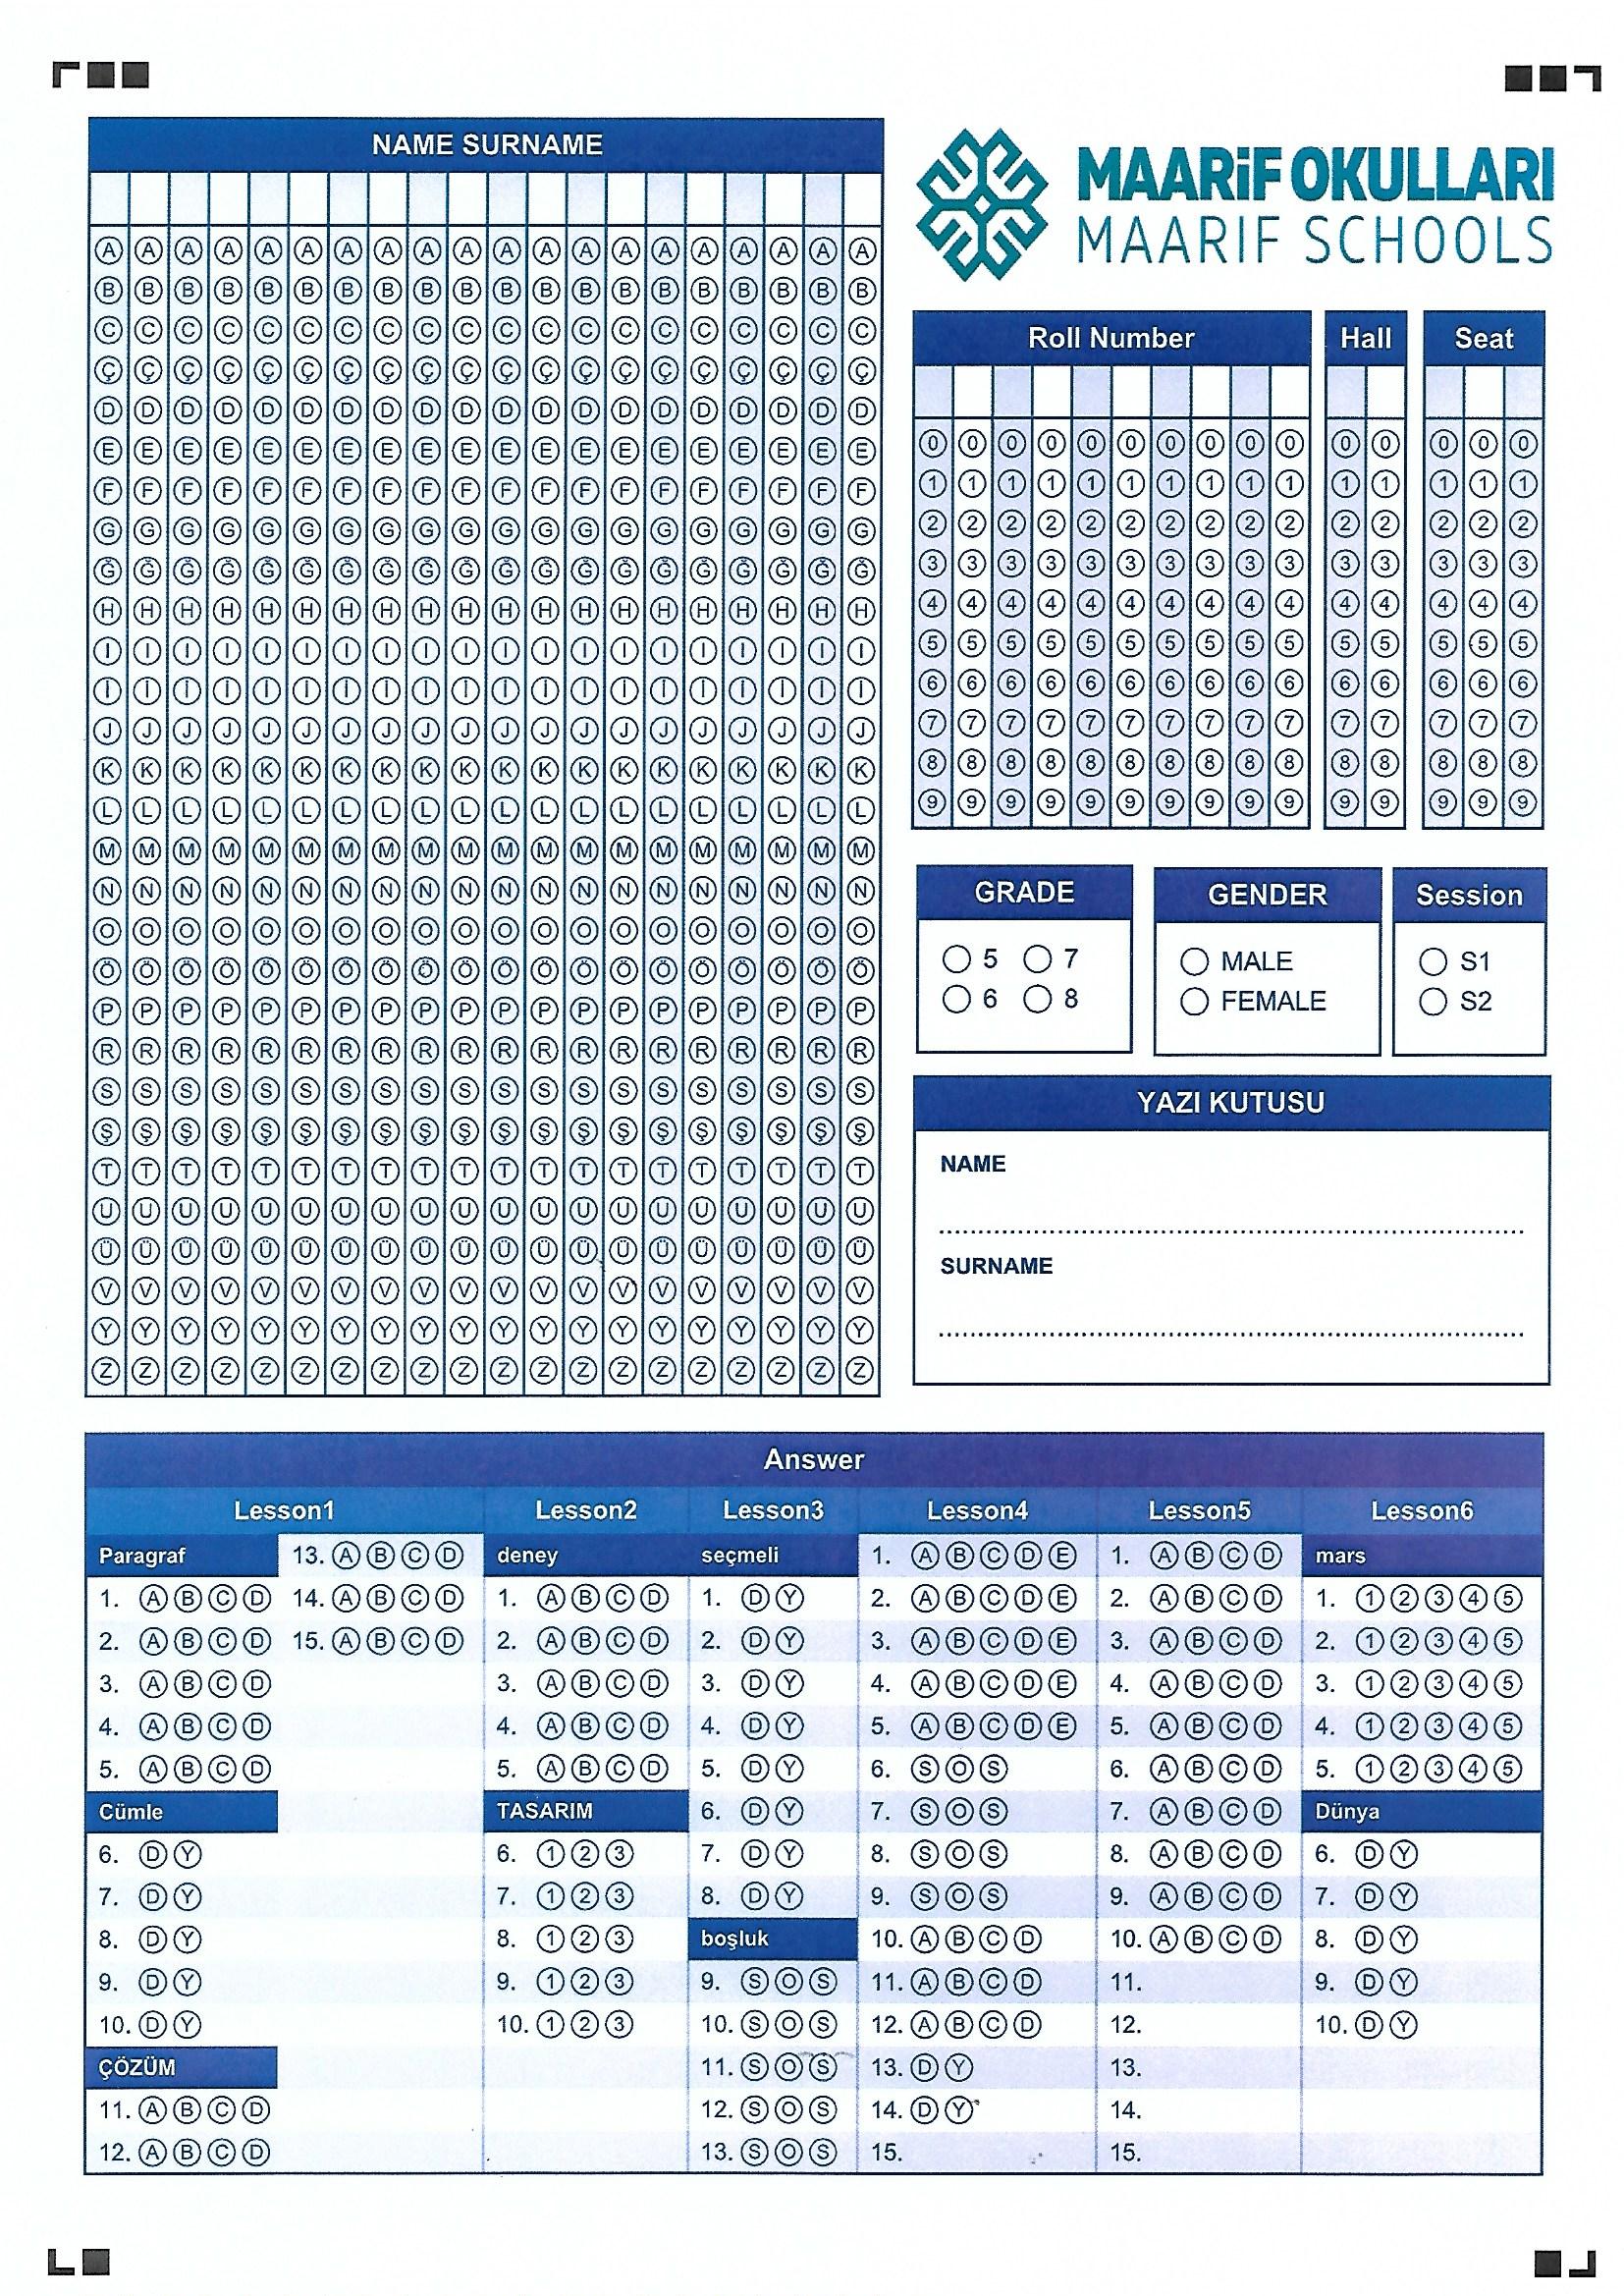 NAME SURNAME
A A A A A A A A A A A A A A A A A A A A
B B B B B B B B B B B B B B B B B B B B
C C C C C C C C C C C C C C C C C C C C
Ç Ç Ç Ç Ç Ç Ç Ç Ç Ç Ç Ç Ç Ç Ç Ç Ç Ç Ç Ç
D D D D D D D D D D D D D D D D D D D D
E E E E E E E E E E E E E E E E E E E E
F F F F F F F F F F F F F F F F F F F F
G G G G G G G G G G G G G G G G G G G G
Ğ Ğ Ğ Ğ Ğ Ğ Ğ Ğ Ğ Ğ Ğ Ğ Ğ Ğ Ğ Ğ Ğ Ğ Ğ Ğ
H H H H H H H H H H H H H H H H H H H H
I I I I I I I I I I I I I I I I I I I I
İ İ İ İ İ İ İ İ İ İ İ İ İ İ İ İ İ İ İ İ
J J J J J J J J J J J J J J J J J J J J
K K K K K K K K K K K K K K K K K K K K
L L L L L L L L L L L L L L L L L L L L
M M M M M M M M M M M M M M M M M M M M
N N N N N N N N N N N N N N N N N N N N
O O O O O O O O O O O O O O O O O O O O
Ö Ö Ö Ö Ö Ö Ö Ö Ö Ö Ö Ö Ö Ö Ö Ö Ö Ö Ö Ö
P P P P P P P P P P P P P P P P P P P P
R R R R R R R R R R R R R R R R R R R R
S S S S S S S S S S S S S S S S S S S S
Ş Ş Ş Ş Ş Ş Ş Ş Ş Ş Ş Ş Ş Ş Ş Ş Ş Ş Ş Ş
T T T T T T T T T T T T T T T T T T T T
U U U U U U U U U U U U U U U U U U U U
Ü Ü Ü Ü Ü Ü Ü Ü Ü Ü Ü Ü Ü Ü Ü Ü Ü Ü Ü Ü
V V V V V V V V V V V V V V V V V V V V
Y Y Y Y Y Y Y Y Y Y Y Y Y Y Y Y Y Y Y Y
Z Z Z Z Z Z Z Z Z Z Z Z Z Z Z Z Z Z Z Z
MAARiF OKULLARI
MAARIF SCHOOLS
Roll Number Hall Seat
0 0 0 0 0 0 0 0 0 0 0 0 0 0 0
1 1 1 1 1 1 1 1 1 1 1 1 1 1 1
2 2 2 2 2 2 2 2 2 2 2 2 2 2 2
3 3 3 3 3 3 3 3 3 3 3 3 3 3 3
4 4 4 4 4 4 4 4 4 4 4 4 4 4 4
5 5 5 5 5 5 5 5 5 5 5 5 5 5 5
6 6 6 6 6 6 6 6 6 6 6 6 6 6 6
7 7 7 7 7 7 7 7 7 7 7 7 7 7 7
8 8 8 8 8 8 8 8 8 8 8 8 8 8 8
9 9 9 9 9 9 9 9 9 9 9 9 9 9 9
GRADE
5 7
6 8
GENDER
MALE
FEMALE
Session
S1
S2
YAZI KUTUSU
NAME
SURNAME
Answer
Lesson1
Paragraf
1. A B C D
2. A B C D
3. A B C D
4. A B C D
5. A B C D
Cümle
6. D Y
7. D Y
8. D Y
9. D Y
10. D Y
ÇÖZÜM
11. A B C D
12. A B C D
13. A B C D
14. A B C D
15. A B C D
Lesson2
deney
1. A B C D
2. A B C D
3. A B C D
4. A B C D
5. A B C D
TASARIM
6. 1 2 3
7. 1 2 3
8. 1 2 3
9. 1 2 3
10. 1 2 3
Lesson3
seçmeli
1. D Y
2. D Y
3. D Y
4. D Y
5. D Y
6. D Y
7. D Y
8. D Y
boşluk
9. S O S
10. S O S
11. S O S
12. S O S
13. S O S
Lesson4
1. A B C D E
2. A B C D E
3. A B C D E
4. A B C D E
5. A B C D E
6. S O S
7. S O S
8. S O S
9. S O S
10. A B C D
11. A B C D
12. A B C D
13. D Y
14. D Y
15.
Lesson5
1. A B C D
2. A B C D
3. A B C D
4. A B C D
5. A B C D
6. A B C D
7. A B C D
8. A B C D
9. A B C D
10. A B C D
11.
12.
13.
14.
15.
Lesson6
mars
1. 1 2 3 4 5
2. 1 2 3 4 5
3. 1 2 3 4 5
4. 1 2 3 4 5
5. 1 2 3 4 5
Dünya
6. D Y
7. D Y
8. D Y
9. D Y
10. D Y